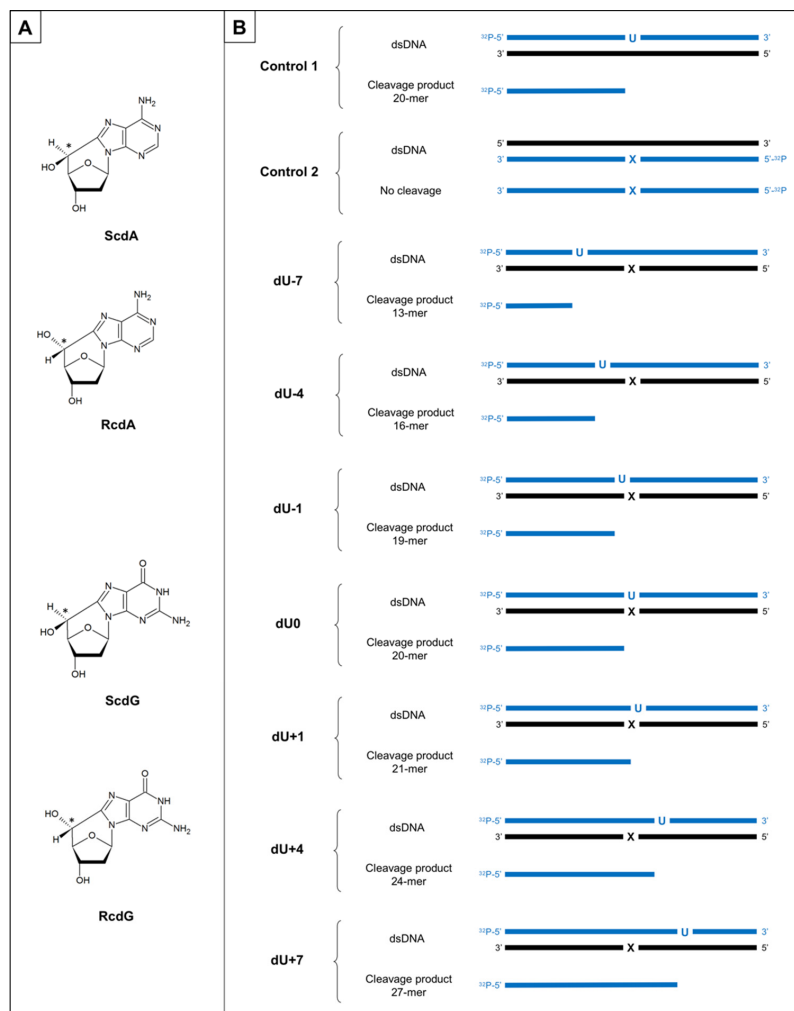 A
NH₂
N
N
N
N
H
*
HO
O
OH
ScdA
NH₂
N
N
N
N
HO
*
H
O
OH
RcdA
O
N
NH
N
N
NH₂
H
*
HO
O
OH
ScdG
O
N
NH
N
N
NH₂
HO
*
H
O
OH
RcdG
B
Control 1
dsDNA
³²P-5’ U 3’
3’ 5’
Cleavage product
20-mer
³²P-5’
Control 2
dsDNA
5’ 3’
3’ X 5’-³²P
No cleavage
3’ X 5’-³²P
dU-7
dsDNA
³²P-5’ U 3’
3’ X 5’
Cleavage product
13-mer
³²P-5’
dU-4
dsDNA
³²P-5’ U 3’
3’ X 5’
Cleavage product
16-mer
³²P-5’
dU-1
dsDNA
³²P-5’ U 3’
3’ X 5’
Cleavage product
19-mer
³²P-5’
dU0
dsDNA
³²P-5’ U 3’
3’ X 5’
Cleavage product
20-mer
³²P-5’
dU+1
dsDNA
³²P-5’ U 3’
3’ X 5’
Cleavage product
21-mer
³²P-5’
dU+4
dsDNA
³²P-5’ U 3’
3’ X 5’
Cleavage product
24-mer
³²P-5’
dU+7
dsDNA
³²P-5’ U 3’
3’ X 5’
Cleavage product
27-mer
³²P-5’